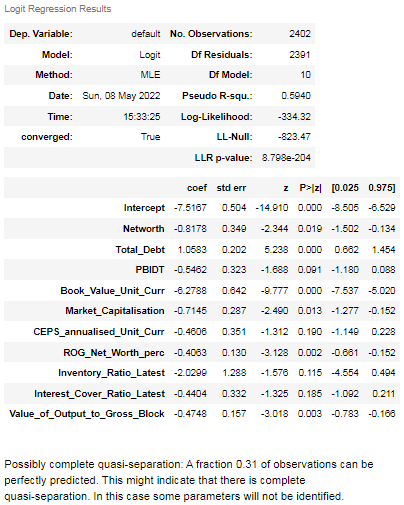 Logit Regression Results
Dep. Variable: default No. Observations: 2402
Model: Logit Df Residuals: 2391
Method: MLE Df Model: 10
Date: Sun, 08 May 2022 Pseudo R-squ.: 0.5940
Time: 15:33:25 Log-Likelihood: -334.32
converged: True LL-Null: -823.47
LLR p-value: 8.798e-204
coef std err z P>|z| [0.025 0.975]
Intercept -7.5167 0.504 -14.910 0.000 -8.505 -6.529
Networth -0.8178 0.349 -2.344 0.019 -1.502 -0.134
Total_Debt 1.0583 0.202 5.238 0.000 0.662 1.454
PBIDT -0.5462 0.323 -1.688 0.091 -1.180 0.088
Book_Value_Unit_Curr -6.2788 0.642 -9.777 0.000 -7.537 -5.020
Market_Capitalisation -0.7145 0.287 -2.490 0.013 -1.277 -0.152
CEPS_annualised_Unit_Curr -0.4606 0.351 -1.312 0.190 -1.149 0.228
ROG_Net_Worth_perc -0.4063 0.130 -3.128 0.002 -0.661 -0.152
Inventory_Ratio_Latest -2.0299 1.288 -1.576 0.115 -4.554 0.494
Interest_Cover_Ratio_Latest -0.4404 0.332 -1.325 0.185 -1.092 0.211
Value_of_Output_to_Gross_Block -0.4748 0.157 -3.018 0.003 -0.783 -0.166
Possibly complete quasi-separation: A fraction 0.31 of observations can be
perfectly predicted. This might indicate that there is complete
quasi-separation. In this case some parameters will not be identified.